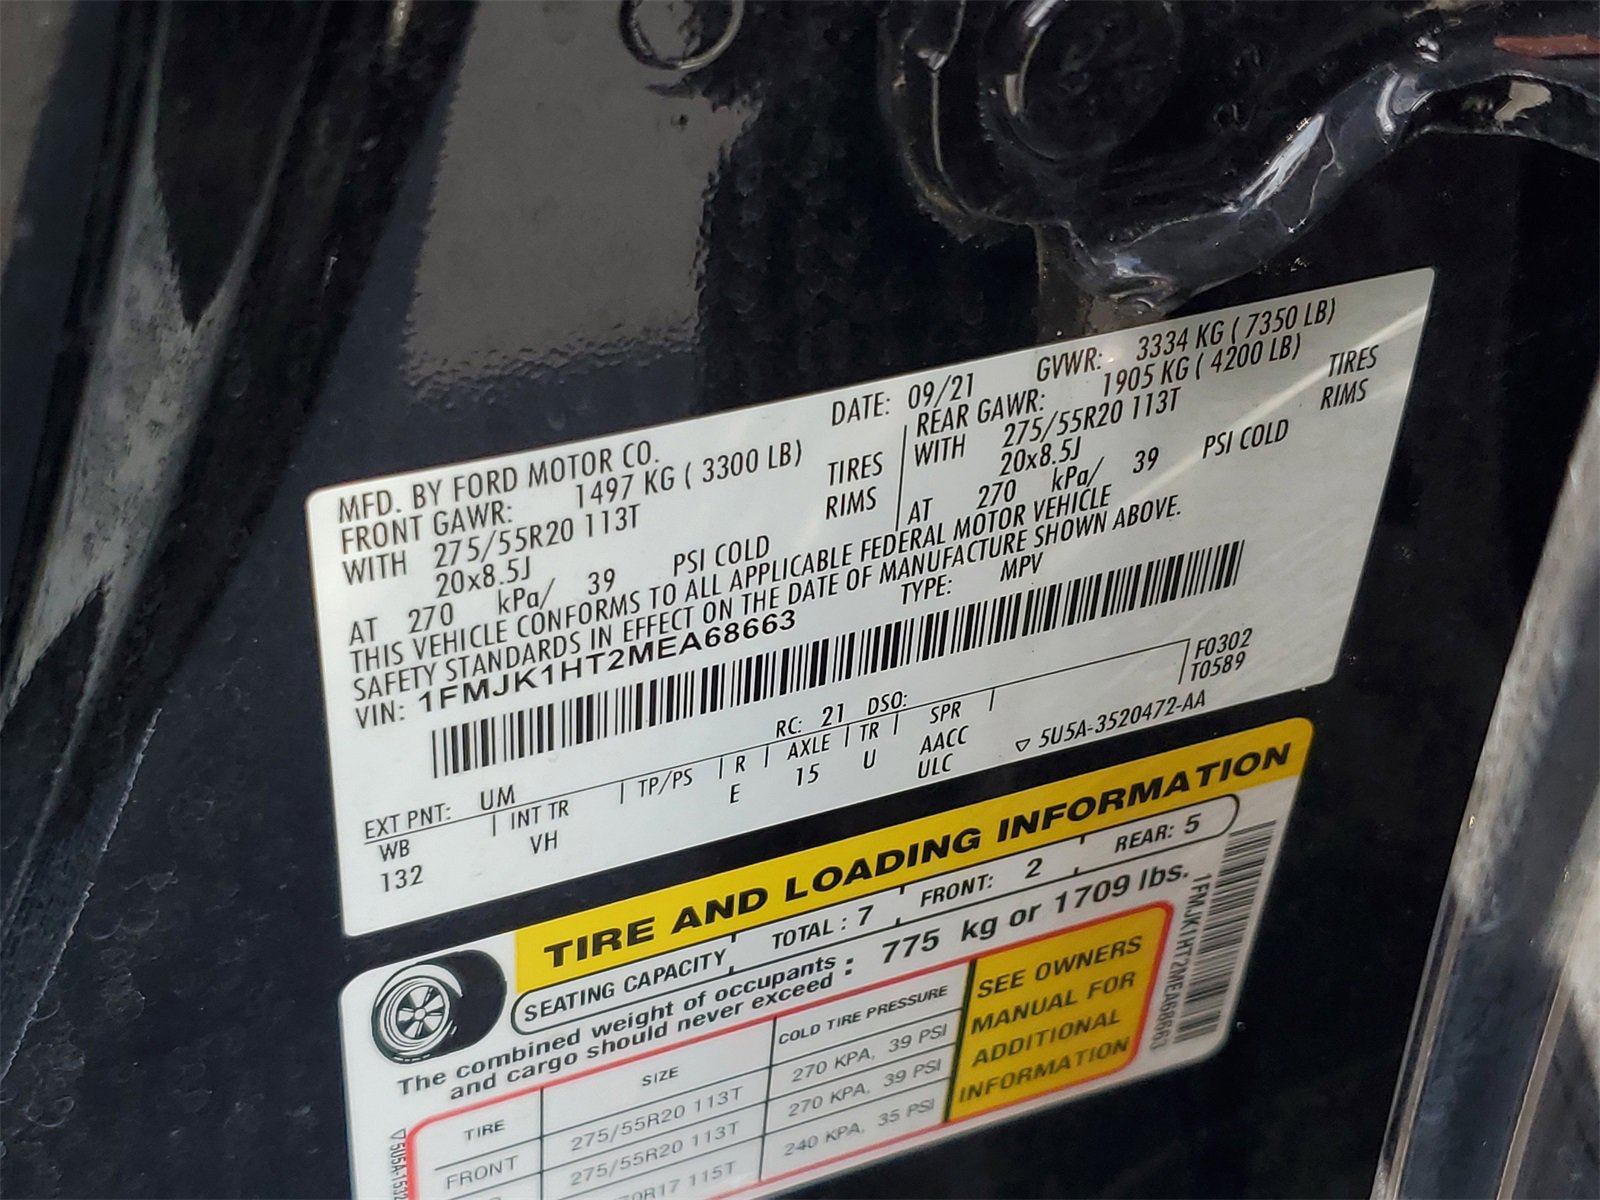 MFD. BY FORD MOTOR CO.
DATE: 09/21 GVWR: 3334 KG ( 7350 LB)
FRONT GAWR: 1497 KG ( 3300 LB) REAR GAWR: 1905 KG ( 4200 LB)
WITH 275/55R20 113T TIRES WITH 275/55R20 113T TIRES
20x8.5J RIMS 20x8.5J RIMS
AT 270 kPa/ 39 PSI COLD AT 270 kPa/ 39 PSI COLD
THIS VEHICLE CONFORMS TO ALL APPLICABLE FEDERAL MOTOR VEHICLE
SAFETY STANDARDS IN EFFECT ON THE DATE OF MANUFACTURE SHOWN ABOVE.
VIN: 1FMJK1HT2MEA68663 TYPE: MPV
F0302
T0589
EXT PNT: UM RC: 21 DSO:
WB INT TR TP/PS R AXLE TR SPR
132 VH E 15 U AACC
ULC
5U5A-3520472-AA
TIRE AND LOADING INFORMATION
SEATING CAPACITY TOTAL : 7 FRONT: 2 REAR: 5
The combined weight of occupants and cargo should never exceed : 775 kg or 1709 lbs.
TIRE SIZE COLD TIRE PRESSURE
FRONT 275/55R20 113T 270 KPA, 39 PSI
275/55R20 113T 270 KPA, 39 PSI
70R17 115T 240 KPA, 35 PSI
SEE OWNERS
MANUAL FOR
ADDITIONAL
INFORMATION
1FMJK1HT2MEA68663